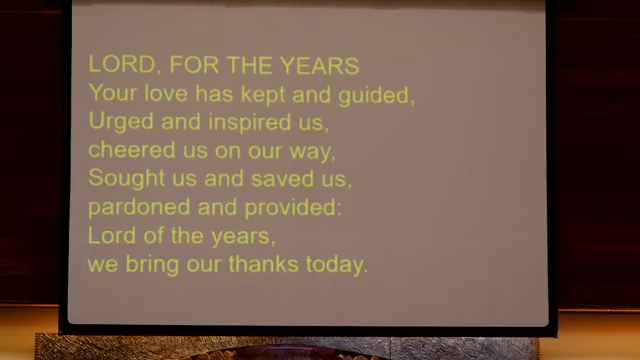 LORD, FOR THE YEARS
Your love has kept and guided,
Urged and inspired us,
cheered us on our way,
Sought us and saved us,
pardoned and provided:
Lord of the years,
we bring our thanks today.